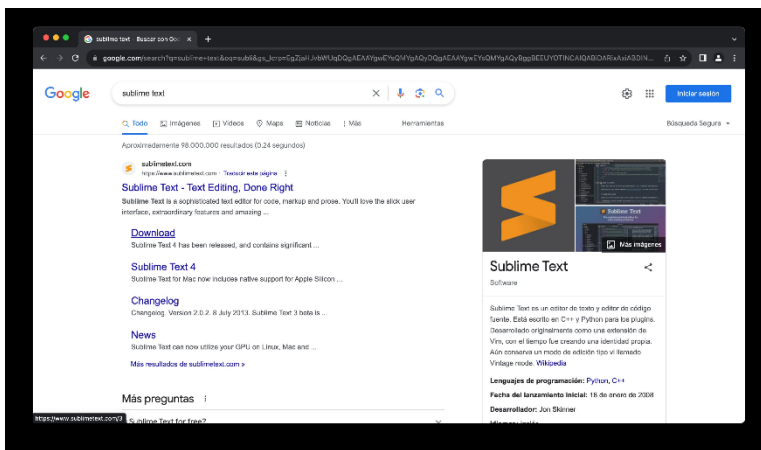 sublime text - Buscar con Goo
google.com/search?q=sublime+text&oq=subli&gs_lcrp=
Google
sublime text
Iniciar sesión
Todo
Imágenes
Vídeos
Maps
Noticias
Más
Herramientas
Búsqueda Segura
Aproximadamente 98.000.000 resultados (0.24 segundos)
sublimetext.com
https://www.sublimetext.com · Traducir esta página
Sublime Text - Text Editing, Done Right
Sublime Text is a sophisticated text editor for code, markup and prose. You'll love the slick user
interface, extraordinary features and amazing ...
Download
Sublime Text 4 has been released, and contains significant ...
Sublime Text 4
Sublime Text for Mac now includes native support for Apple Silicon ...
Changelog
Changelog. Version 2.0.2. 8 July 2013. Sublime Text 3 beta is ...
News
Sublime Text can now utilize your GPU on Linux, Mac and ...
Más resultados de sublimetext.com »
Más preguntas
Sublime Text for free?
https://www.sublimetext.com/3
Sublime Text
Más imágenes
Sublime Text
Software
Sublime Text es un editor de texto y editor de código
fuente. Está escrito en C++ y Python para los plugins.
Desarrollado originalmente como una extensión de
Vim, con el tiempo fue creando una identidad propia.
Aún conserva un modo de edición tipo vi llamado
Vintage mode. Wikipedia
Lenguajes de programación: Python, C++
Fecha del lanzamiento inicial: 18 de enero de 2008
Desarrollador: Jon Skinner